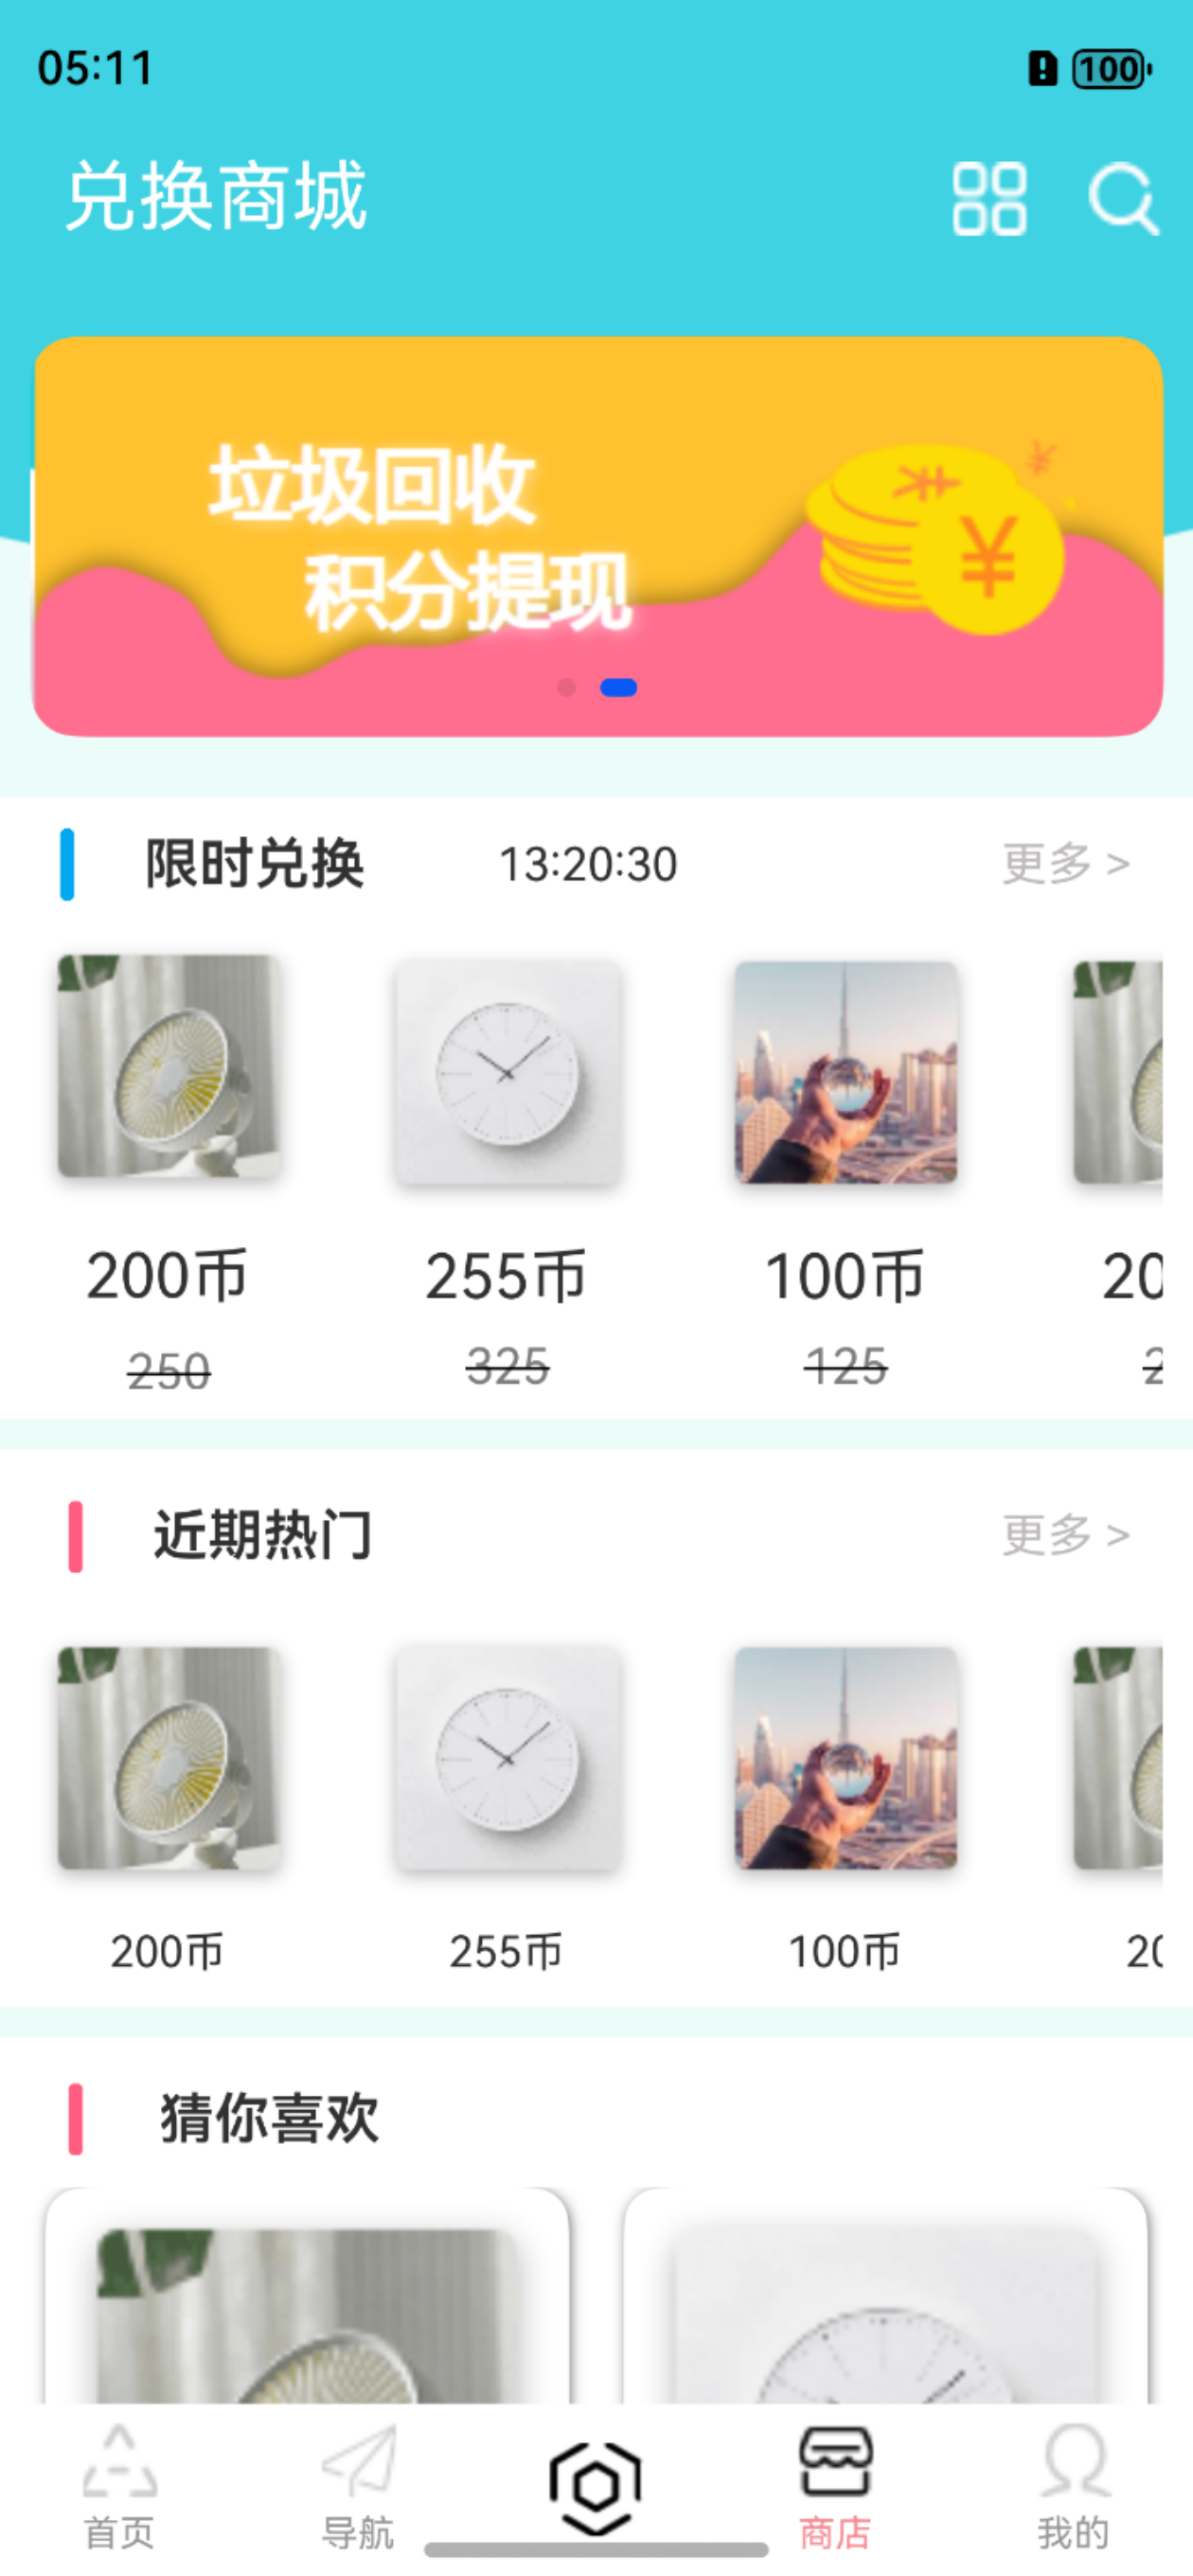 05:11
100
兑换商城
垃圾回收
积分提现
限时兑换 13:20:30 更多 >
200币 255币 100币 20
250 325 125 2
近期热门 更多 >
200币 255币 100币 20
猜你喜欢
首页 导航 商店 我的